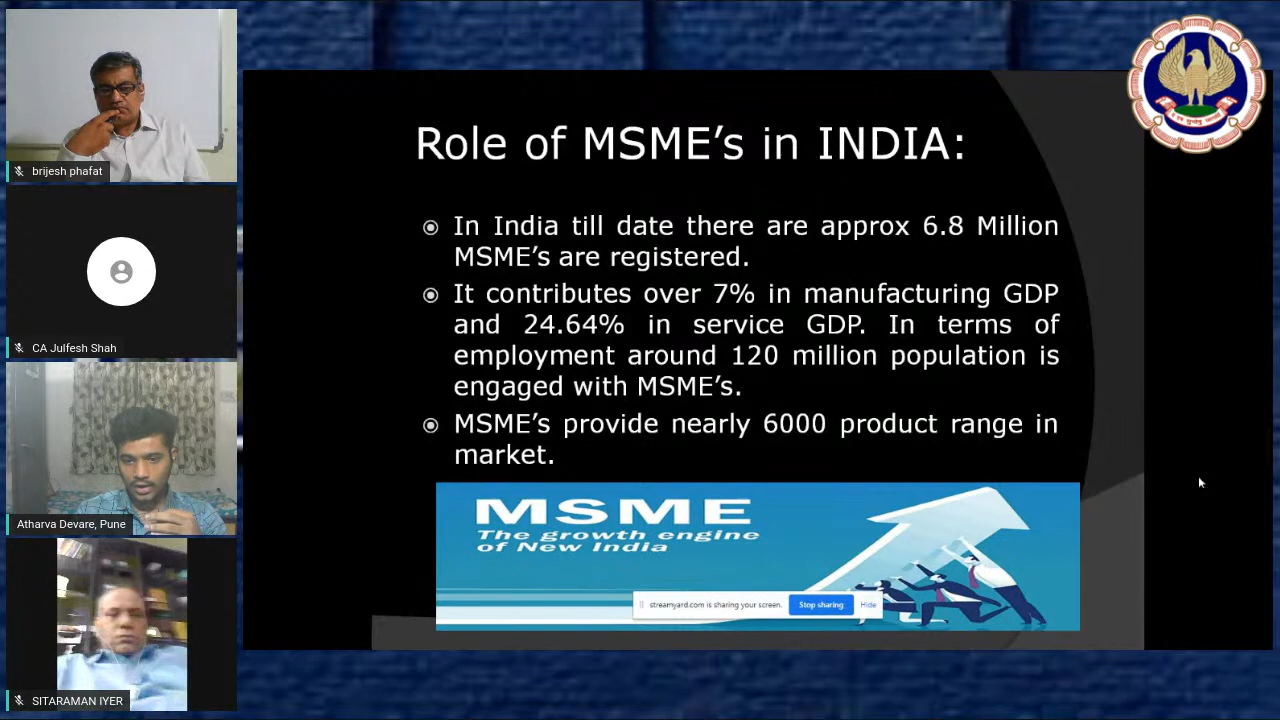 brijesh phafat
CA Julfesh Shah
Atharva Devare, Pune
SITARAMAN IYER
Role of MSME’s in INDIA:
In India till date there are approx 6.8 Million
MSME’s are registered.
It contributes over 7% in manufacturing GDP
and 24.64% in service GDP. In terms of
employment around 120 million population is
engaged with MSME’s.
MSME’s provide nearly 6000 product range in
market.
MSME
The growth engine
of New India
streamyard.com is sharing your screen. Stop sharing Hide